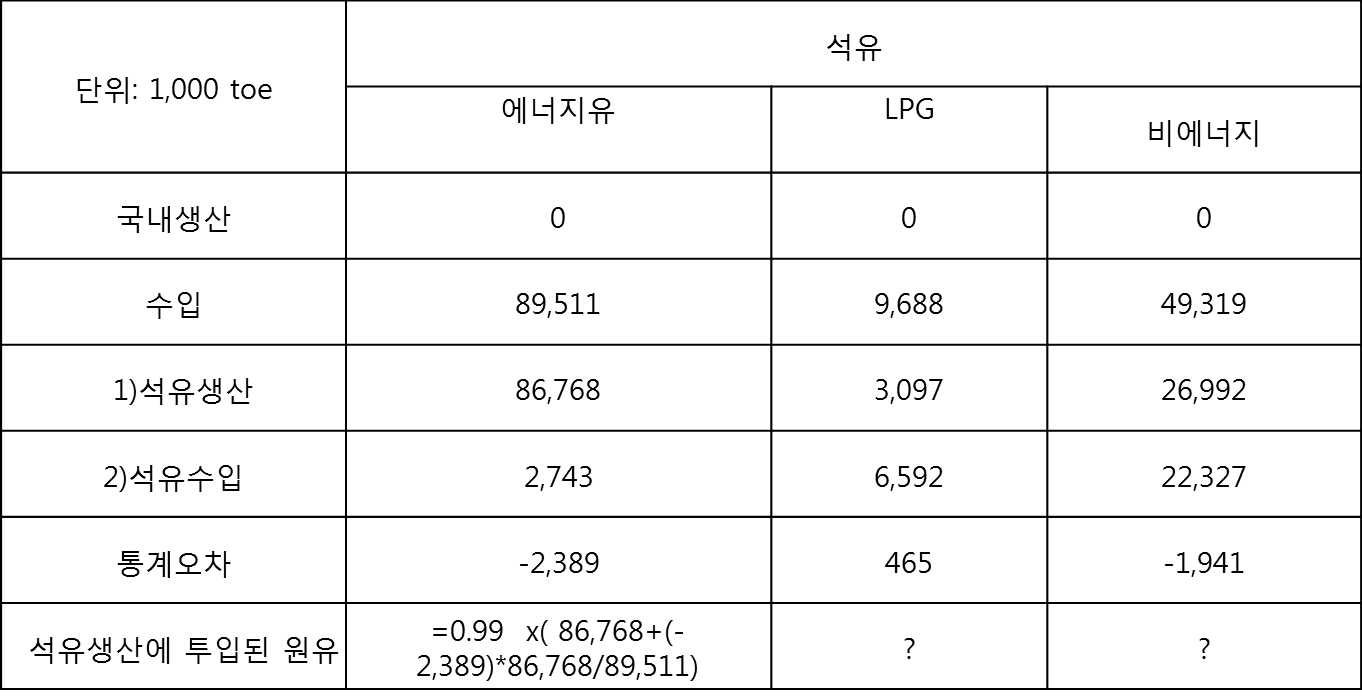 단위: 1,000 toe
석유
에너지유 LPG 비에너지
국내생산 0 0 0
수입 89,511 9,688 49,319
1)석유생산 86,768 3,097 26,992
2)석유수입 2,743 6,592 22,327
통계오차 -2,389 465 -1,941
석유생산에 투입된 원유 =0.99 x( 86,768+(-
2,389)*86,768/89,511) ? ?